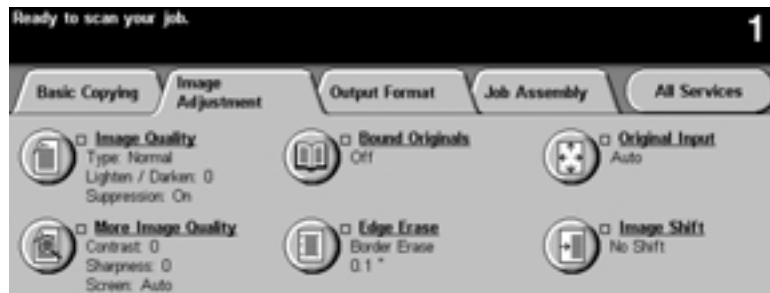 Ready to scan your job.
1
Basic Copying
Image
Adjustment
Output Format
Job Assembly
All Services
Image Quality
Type: Normal
Lighten / Darken: 0
Suppression: On
Bound Originals
Off
Original Input
Auto
More Image Quality
Contrast: 0
Sharpness: 0
Screen: Auto
Edge Erase
Border Erase
0.1 "
Image Shift
No Shift